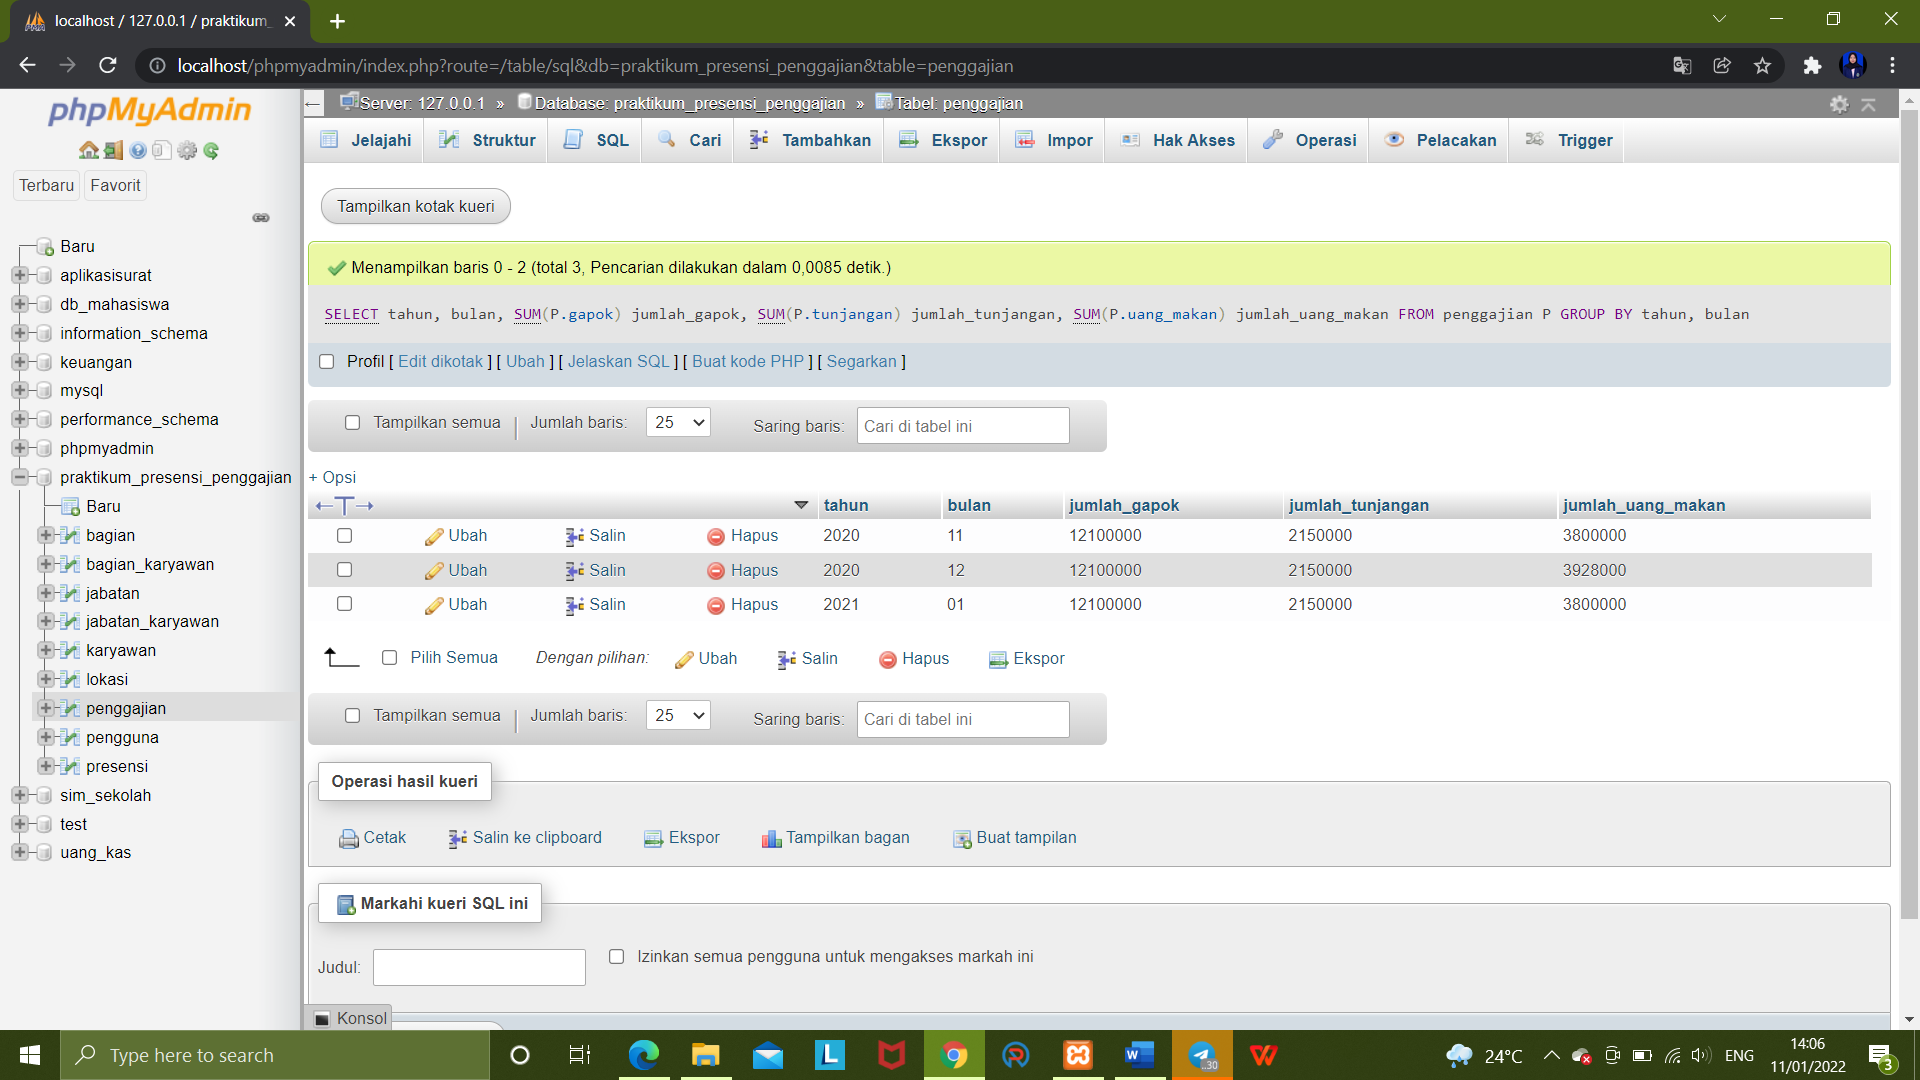 localhost / 127.0.0.1 / praktikum_
localhost/phpmyadmin/index.php?route=/table/sql&db=praktikum_presensi_penggajian&table=penggajian
phpMyAdmin
Terbaru Favorit
Baru
aplikasisurat
db_mahasiswa
information_schema
keuangan
mysql
performance_schema
phpmyadmin
praktikum_presensi_penggajian
Baru
bagian
bagian_karyawan
jabatan
jabatan_karyawan
karyawan
lokasi
penggajian
pengguna
presensi
sim_sekolah
test
uang_kas
Server: 127.0.0.1 » Database: praktikum_presensi_penggajian » Tabel: penggajian
Jelajahi Struktur SQL Cari Tambahkan Ekspor Impor Hak Akses Operasi Pelacakan Trigger
Tampilkan kotak kueri
Menampilkan baris 0 - 2 (total 3, Pencarian dilakukan dalam 0,0085 detik.)
SELECT tahun, bulan, SUM(P.gapok) jumlah_gapok, SUM(P.tunjangan) jumlah_tunjangan, SUM(P.uang_makan) jumlah_uang_makan FROM penggajian P GROUP BY tahun, bulan
Profil [ Edit dikotak ] [ Ubah ] [ Jelaskan SQL ] [ Buat kode PHP ] [ Segarkan ]
Tampilkan semua | Jumlah baris: 25 Saring baris: Cari di tabel ini
+ Opsi
←T→ tahun bulan jumlah_gapok jumlah_tunjangan jumlah_uang_makan
Ubah Salin Hapus 2020 11 12100000 2150000 3800000
Ubah Salin Hapus 2020 12 12100000 2150000 3928000
Ubah Salin Hapus 2021 01 12100000 2150000 3800000
Pilih Semua Dengan pilihan: Ubah Salin Hapus Ekspor
Tampilkan semua | Jumlah baris: 25 Saring baris: Cari di tabel ini
Operasi hasil kueri
Cetak Salin ke clipboard Ekspor Tampilkan bagan Buat tampilan
Markahi kueri SQL ini
Judul: Izinkan semua pengguna untuk mengakses markah ini
Konsol
Type here to search
24°C ENG
14:06
11/01/2022
3